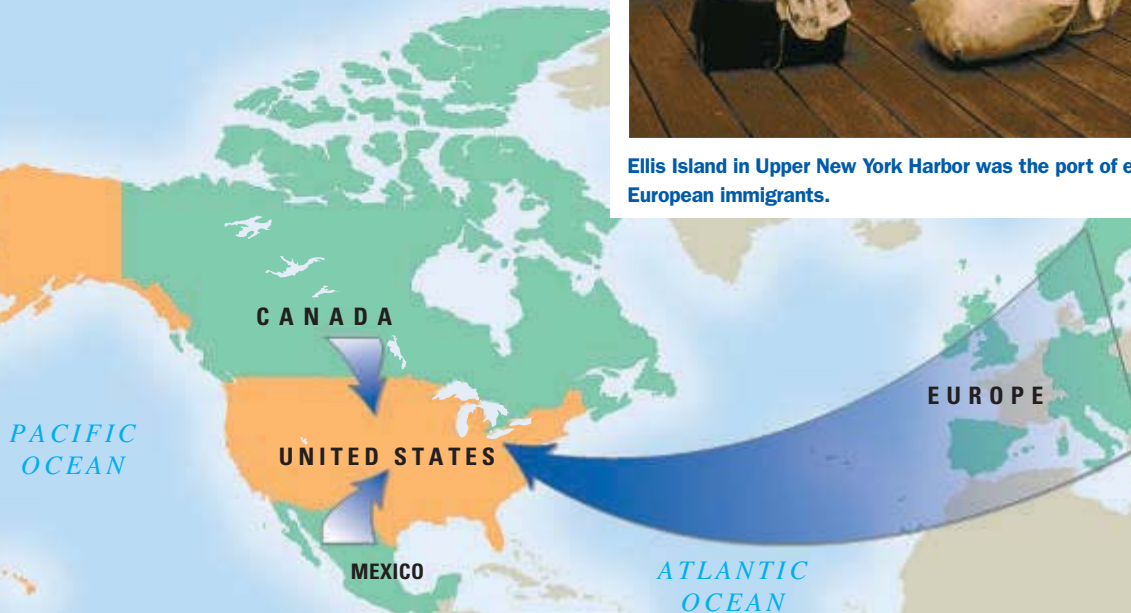 Ellis Island in Upper New York Harbor was the port of
European immigrants.
CANADA
EUROPE
PACIFIC
OCEAN
UNITED STATES
MEXICO
ATLANTIC
OCEAN